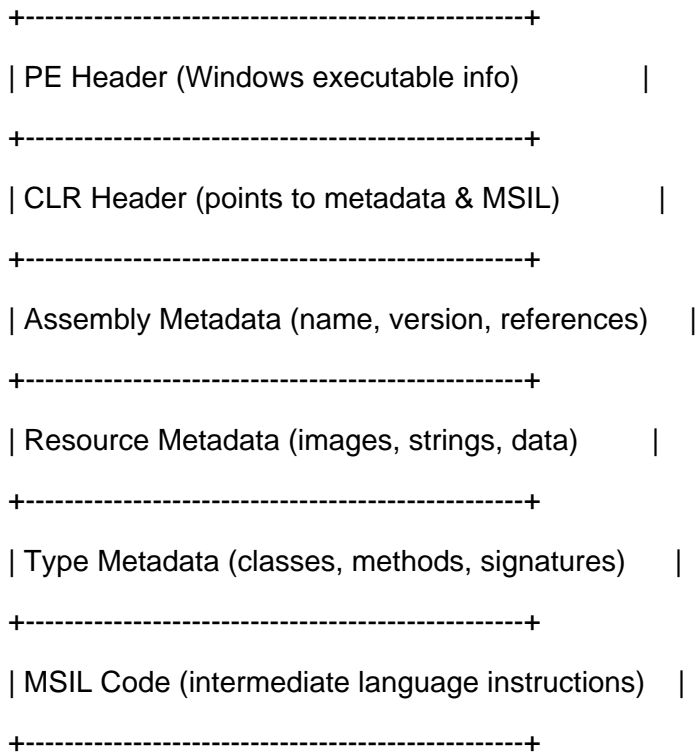 +---------------------------------------------------+
| PE Header (Windows executable info)               |
+---------------------------------------------------+
| CLR Header (points to metadata & MSIL)            |
+---------------------------------------------------+
| Assembly Metadata (name, version, references)     |
+---------------------------------------------------+
| Resource Metadata (images, strings, data)         |
+---------------------------------------------------+
| Type Metadata (classes, methods, signatures)      |
+---------------------------------------------------+
| MSIL Code (intermediate language instructions)    |
+---------------------------------------------------+